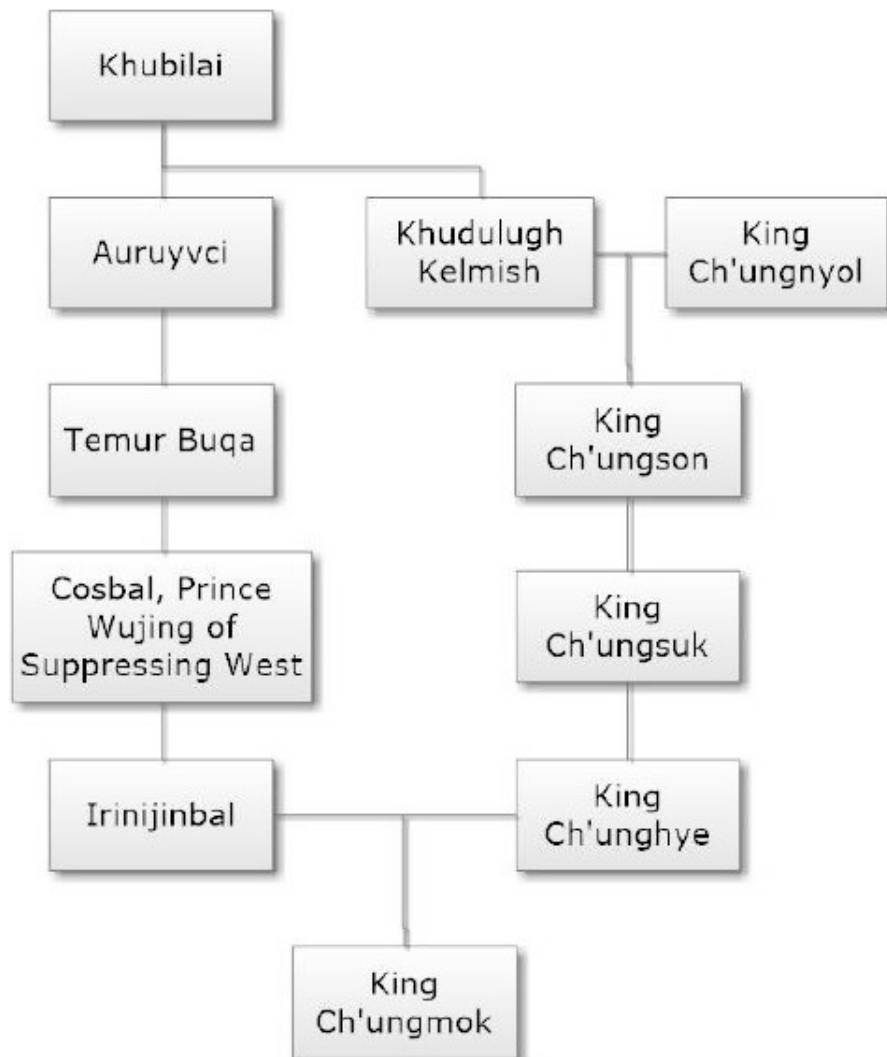 Khubilai
Auruyvci
Khudulugh
Kelmish
King
Ch'ungnyol
Temur Buqa
King
Ch'ungson
Cosbal, Prince
Wujing of
Suppressing West
King
Ch'ungsuk
Irinijinbal
King
Ch'unghye
King
Ch'ungmok